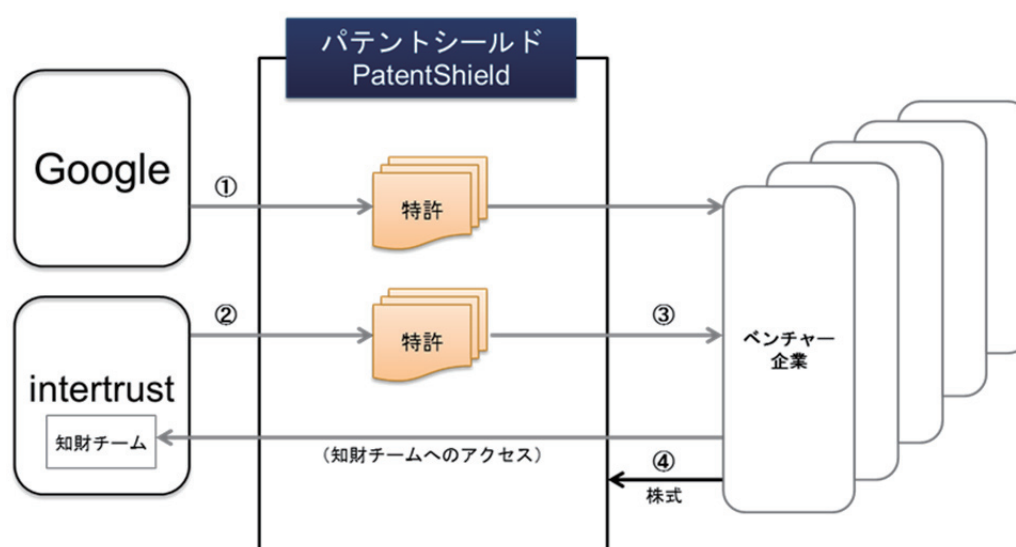 パテントシールド
PatentShield
Google
①
特許
intertrust
知財チーム
②
特許
③
ベンチャー
企業
(知財チームへのアクセス)
④
株式